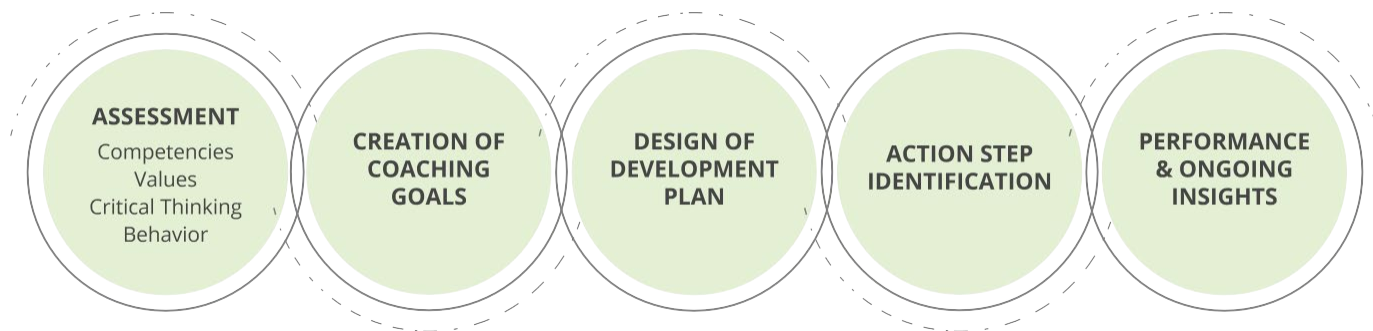 ASSESSMENT
Competencies
Values
Critical Thinking
Behavior
CREATION OF
COACHING
GOALS
DESIGN OF
DEVELOPMENT
PLAN
ACTION STEP
IDENTIFICATION
PERFORMANCE
& ONGOING
INSIGHTS